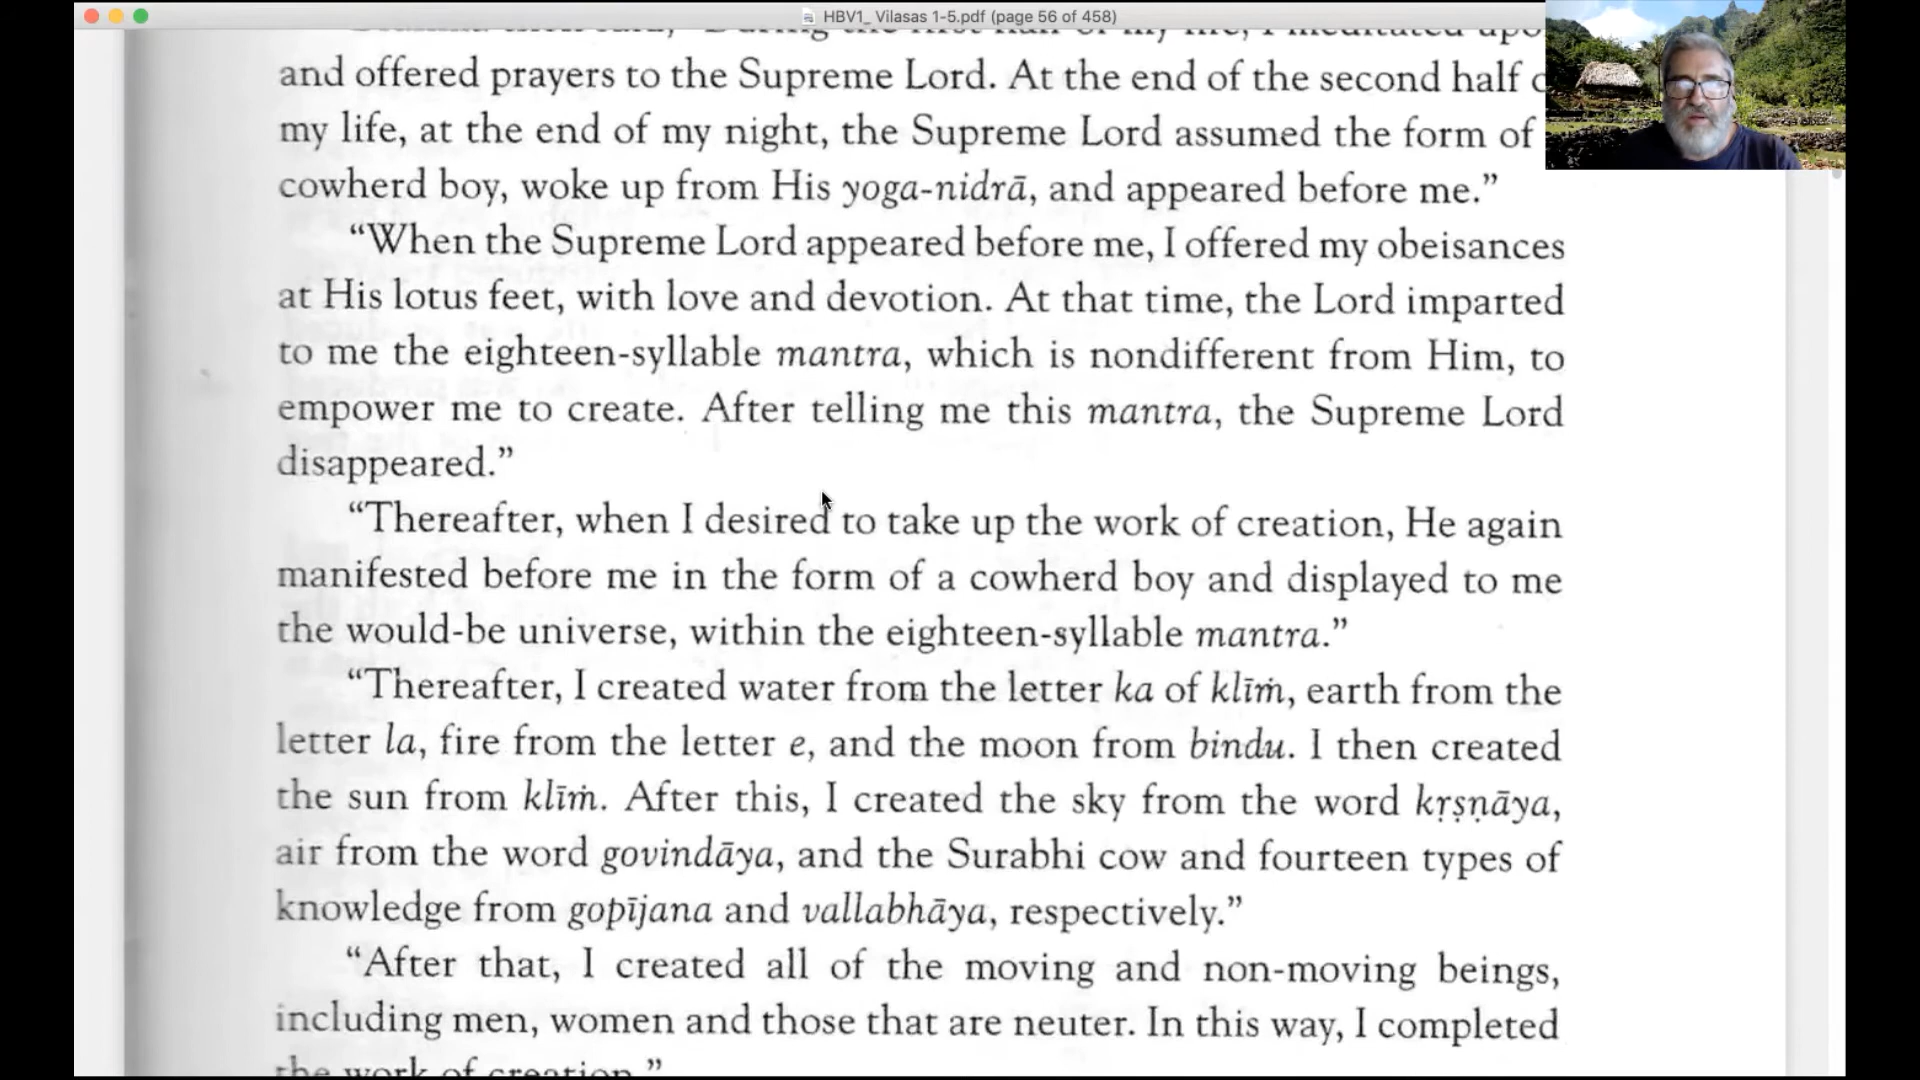 HBV1_ Vilasas 1-5.pdf (page 56 of 458)
and offered prayers to the Supreme Lord. At the end of the second half
my life, at the end of my night, the Supreme Lord assumed the form of
cowherd boy, woke up from His yoga-nidrā, and appeared before me.”
“When the Supreme Lord appeared before me, I offered my obeisances
at His lotus feet, with love and devotion. At that time, the Lord imparted
to me the eighteen-syllable mantra, which is nondifferent from Him, to
empower me to create. After telling me this mantra, the Supreme Lord
disappeared.”
“Thereafter, when I desired to take up the work of creation, He again
manifested before me in the form of a cowherd boy and displayed to me
the would-be universe, within the eighteen-syllable mantra.”
“Thereafter, I created water from the letter ka of klīṁ, earth from the
letter la, fire from the letter e, and the moon from bindu. I then created
the sun from klīṁ. After this, I created the sky from the word kṛṣṇāya,
air from the word govindāya, and the Surabhi cow and fourteen types of
knowledge from gopījana and vallabhāya, respectively.”
“After that, I created all of the moving and non-moving beings,
including men, women and those that are neuter. In this way, I completed
the work of creation.”